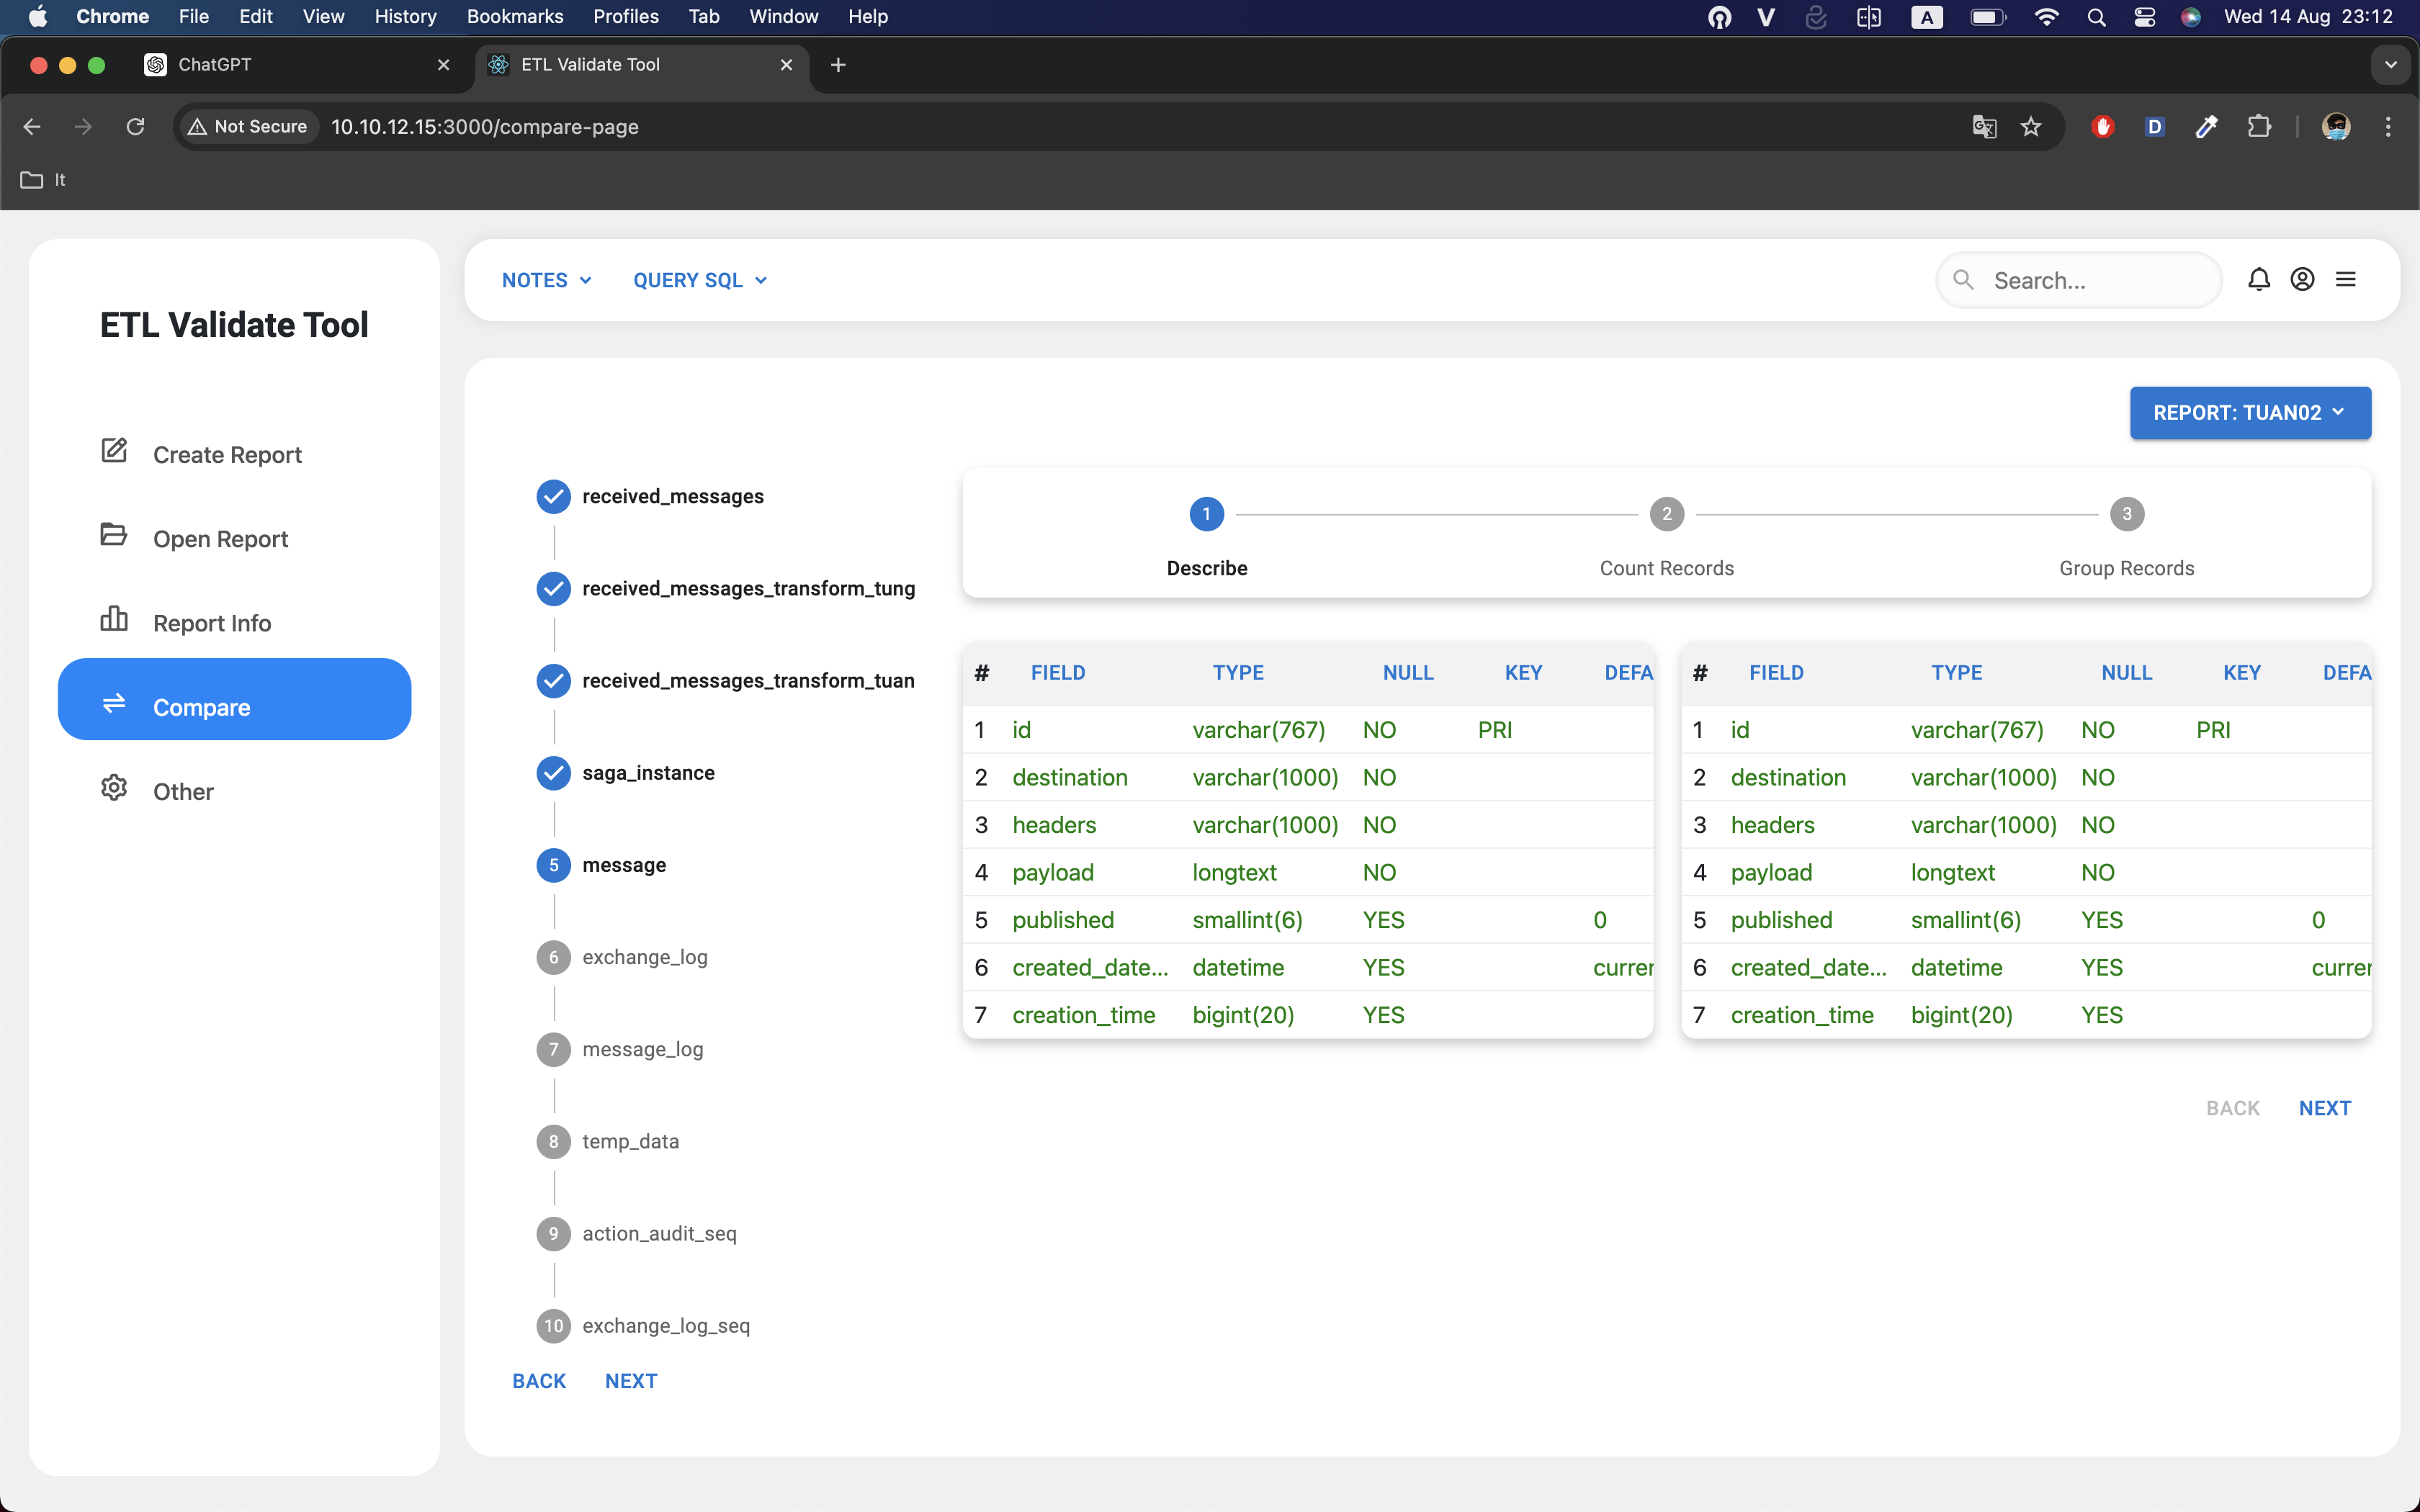 Chrome File Edit View History Bookmarks Profiles Tab Window Help A Wed 14 Aug 23:12
ChatGPT ETL Validate Tool
Not Secure 10.10.12.15:3000/compare-page D
It
NOTES QUERY SQL Search...
ETL Validate Tool
Create Report
Open Report
Report Info
Compare
Other
REPORT: TUAN02
received_messages
received_messages_transform_tung
received_messages_transform_tuan
saga_instance
5 message
6 exchange_log
7 message_log
8 temp_data
9 action_audit_seq
10 exchange_log_seq
BACK NEXT
1 2 3
Describe Count Records Group Records
# FIELD TYPE NULL KEY DEFA
1 id varchar(767) NO PRI
2 destination varchar(1000) NO
3 headers varchar(1000) NO
4 payload longtext NO
5 published smallint(6) YES 0
6 created_date... datetime YES currer
7 creation_time bigint(20) YES
# FIELD TYPE NULL KEY DEFA
1 id varchar(767) NO PRI
2 destination varchar(1000) NO
3 headers varchar(1000) NO
4 payload longtext NO
5 published smallint(6) YES 0
6 created_date... datetime YES currer
7 creation_time bigint(20) YES
BACK NEXT